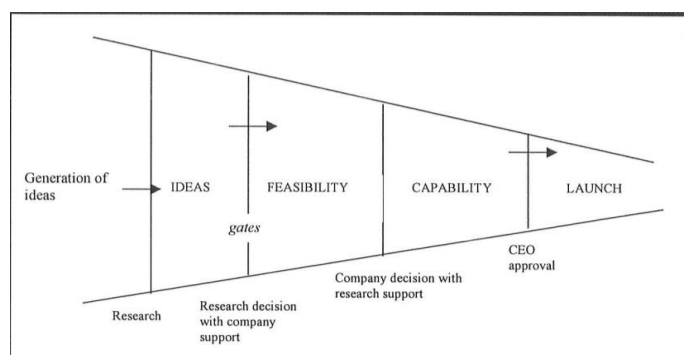 Generation of
ideas
IDEAS
FEASIBILITY
CAPABILITY
LAUNCH
gates
Research
Research decision
with company
support
Company decision with
research support
CEO
approval